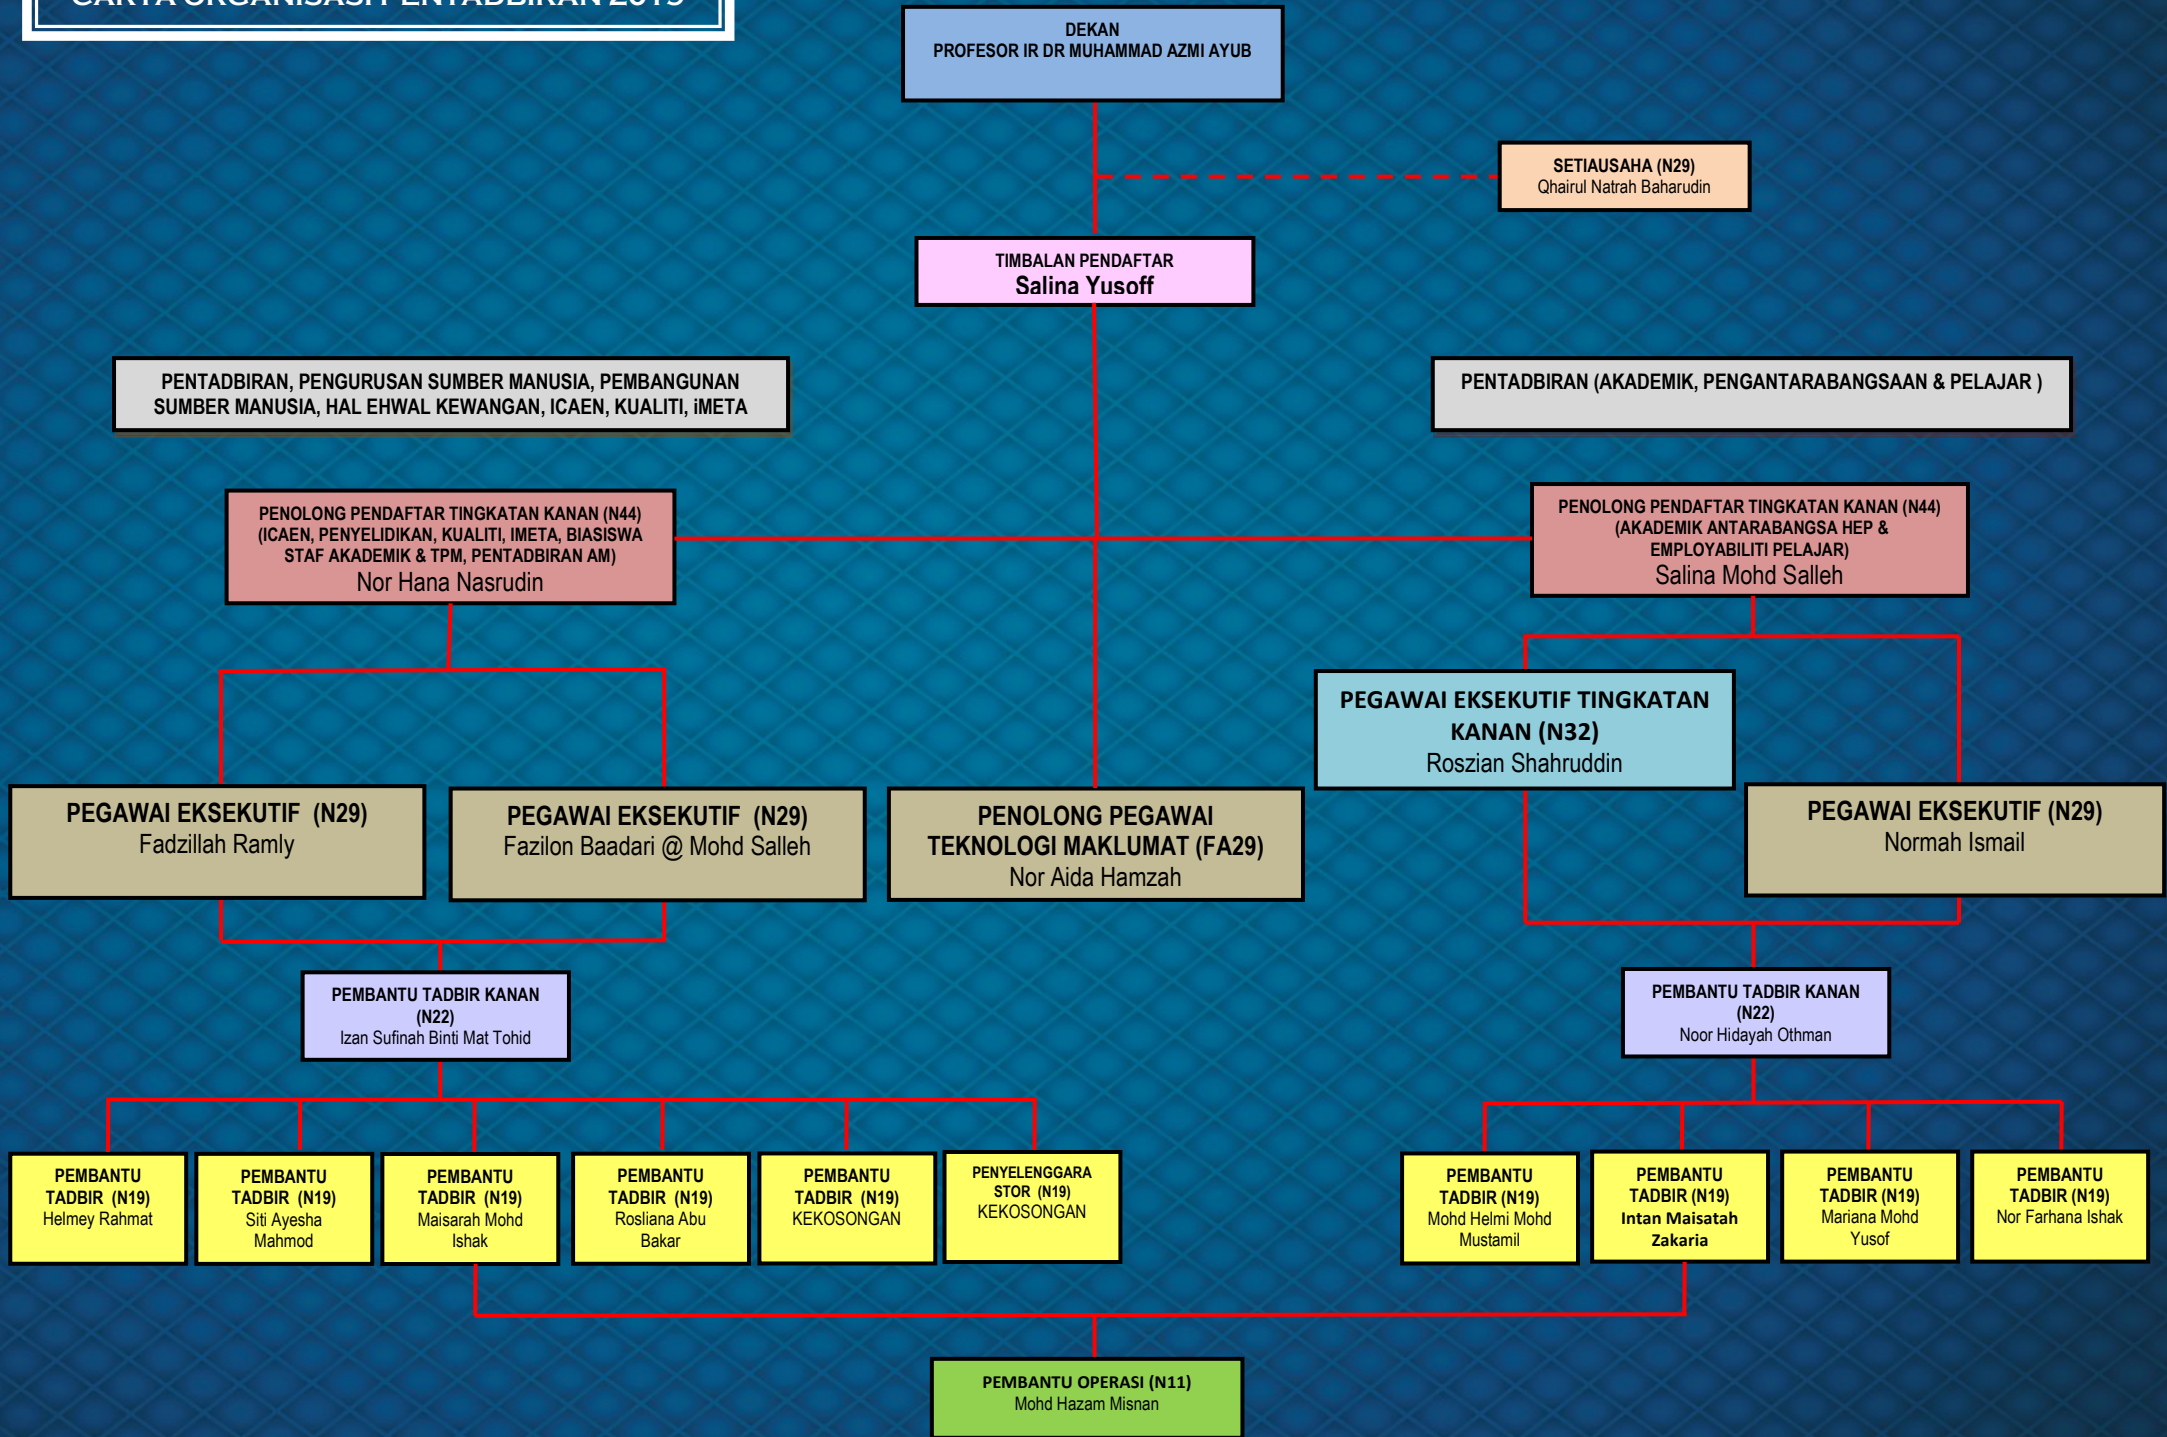 CARTA ORGANISASI PENTADBIRAN 2019
DEKAN
PROFESOR IR DR MUHAMMAD AZMI AYUB
SETIAUSAHA (N29)
Qhairul Natrah Baharudin
TIMBALAN PENDAFTAR
Salina Yusoff
PENTADBIRAN, PENGURUSAN SUMBER MANUSIA, PEMBANGUNAN
SUMBER MANUSIA, HAL EHWAL KEWANGAN, ICAEN, KUALITI, iMETA
PENTADBIRAN (AKADEMIK, PENGANTARABANGSAAN & PELAJAR )
PENOLONG PENDAFTAR TINGKATAN KANAN (N44)
(ICAEN, PENYELIDIKAN, KUALITI, IMETA, BIASISWA
STAF AKADEMIK & TPM, PENTADBIRAN AM)
Nor Hana Nasrudin
PENOLONG PENDAFTAR TINGKATAN KANAN (N44)
(AKADEMIK ANTARABANGSA HEP &
EMPLOYABILITI PELAJAR)
Salina Mohd Salleh
PEGAWAI EKSEKUTIF TINGKATAN
KANAN (N32)
Roszian Shahruddin
PEGAWAI EKSEKUTIF (N29)
Fadzillah Ramly
PEGAWAI EKSEKUTIF (N29)
Fazilon Baadari @ Mohd Salleh
PENOLONG PEGAWAI
TEKNOLOGI MAKLUMAT (FA29)
Nor Aida Hamzah
PEGAWAI EKSEKUTIF (N29)
Normah Ismail
PEMBANTU TADBIR KANAN
(N22)
Izan Sufinah Binti Mat Tohid
PEMBANTU TADBIR KANAN
(N22)
Noor Hidayah Othman
PEMBANTU
TADBIR (N19)
Helmey Rahmat
PEMBANTU
TADBIR (N19)
Siti Ayesha
Mahmod
PEMBANTU
TADBIR (N19)
Maisarah Mohd
Ishak
PEMBANTU
TADBIR (N19)
Rosliana Abu
Bakar
PEMBANTU
TADBIR (N19)
KEKOSONGAN
PENYELENGGARA
STOR (N19)
KEKOSONGAN
PEMBANTU
TADBIR (N19)
Mohd Helmi Mohd
Mustamil
PEMBANTU
TADBIR (N19)
Intan Maisatah
Zakaria
PEMBANTU
TADBIR (N19)
Mariana Mohd
Yusof
PEMBANTU
TADBIR (N19)
Nor Farhana Ishak
PEMBANTU OPERASI (N11)
Mohd Hazam Misnan